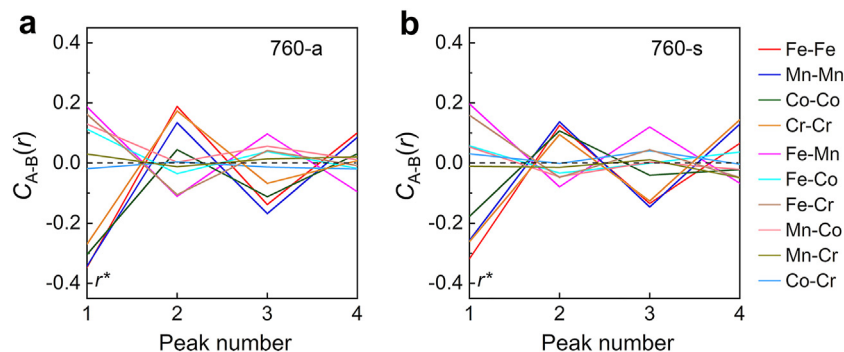 a
760-a
C_A-B(r)
0.4
0.2
0.0
-0.2
-0.4
r*
1 2 3 4
Peak number
b
760-s
C_A-B(r)
0.4
0.2
0.0
-0.2
-0.4
r*
1 2 3 4
Peak number
Fe-Fe
Mn-Mn
Co-Co
Cr-Cr
Fe-Mn
Fe-Co
Fe-Cr
Mn-Co
Mn-Cr
Co-Cr